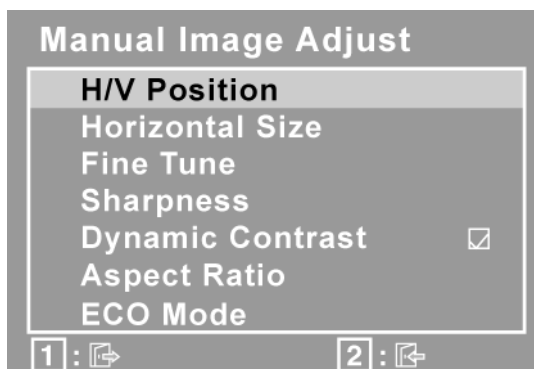 Manual Image Adjust
H/V Position
Horizontal Size
Fine Tune
Sharpness
Dynamic Contrast
Aspect Ratio
ECO Mode
1 : 2 :